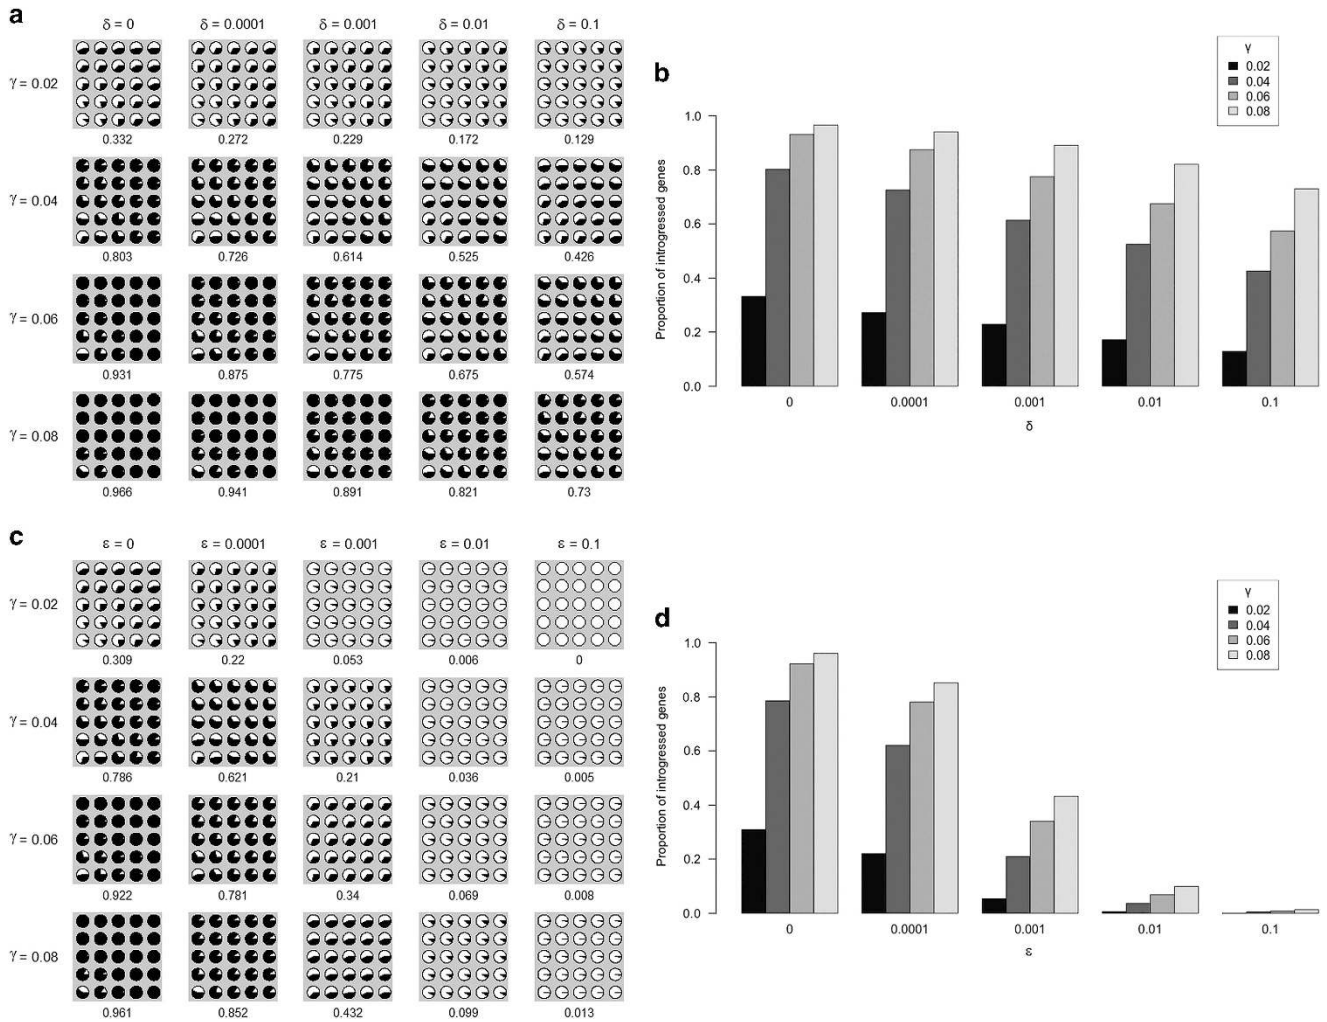 a
δ = 0 δ = 0.0001 δ = 0.001 δ = 0.01 δ = 0.1
γ = 0.02
0.332 0.272 0.229 0.172 0.129
γ = 0.04
0.803 0.726 0.614 0.525 0.426
γ = 0.06
0.931 0.875 0.775 0.675 0.574
γ = 0.08
0.966 0.941 0.891 0.821 0.73
b
γ
0.02
0.04
0.06
0.08
Proportion of introgressed genes
1.0
0.8
0.6
0.4
0.2
0.0
0 0.0001 0.001 0.01 0.1
δ
c
ε = 0 ε = 0.0001 ε = 0.001 ε = 0.01 ε = 0.1
γ = 0.02
0.309 0.22 0.053 0.006 0
γ = 0.04
0.786 0.621 0.21 0.036 0.005
γ = 0.06
0.922 0.781 0.34 0.069 0.008
γ = 0.08
0.961 0.852 0.432 0.099 0.013
d
γ
0.02
0.04
0.06
0.08
Proportion of introgressed genes
1.0
0.8
0.6
0.4
0.2
0.0
0 0.0001 0.001 0.01 0.1
ε